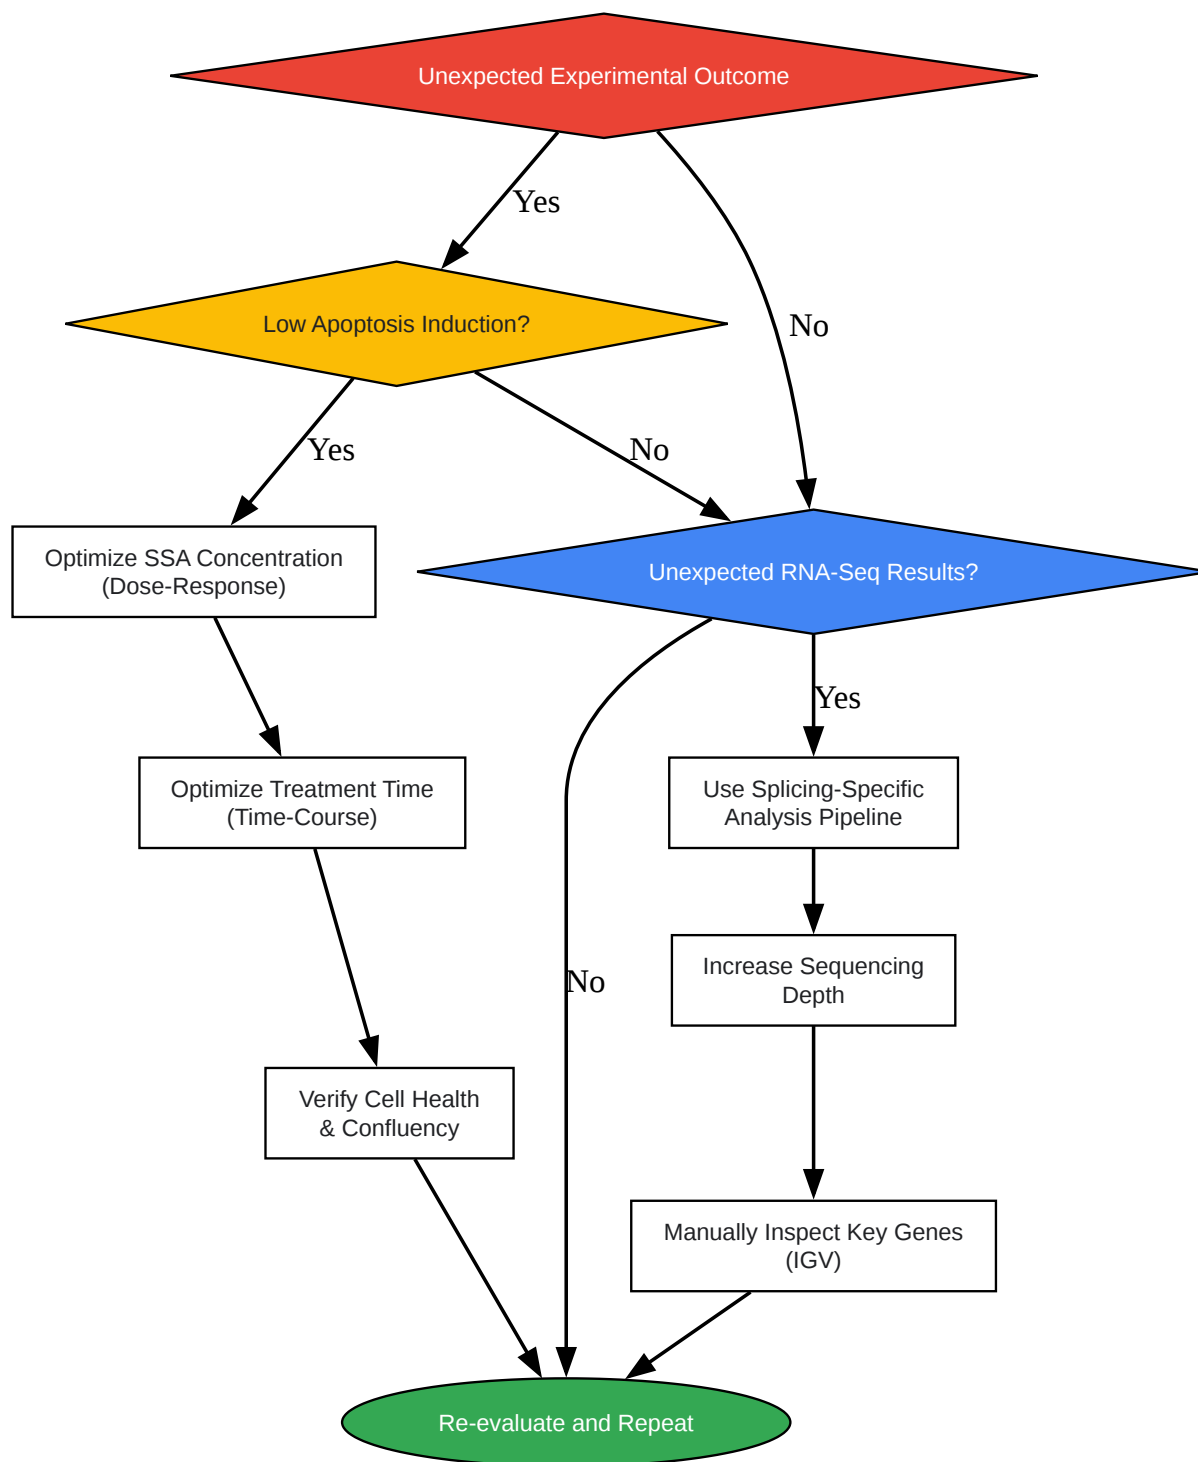 Unexpected Experimental Outcome
Yes
Low Apoptosis Induction?
No
Yes
No
Optimize SSA Concentration
(Dose-Response)
Unexpected RNA-Seq Results?
Yes
Optimize Treatment Time
(Time-Course)
Use Splicing-Specific
Analysis Pipeline
Increase Sequencing
Depth
No
Verify Cell Health
& Confluency
Manually Inspect Key Genes
(IGV)
Re-evaluate and Repeat